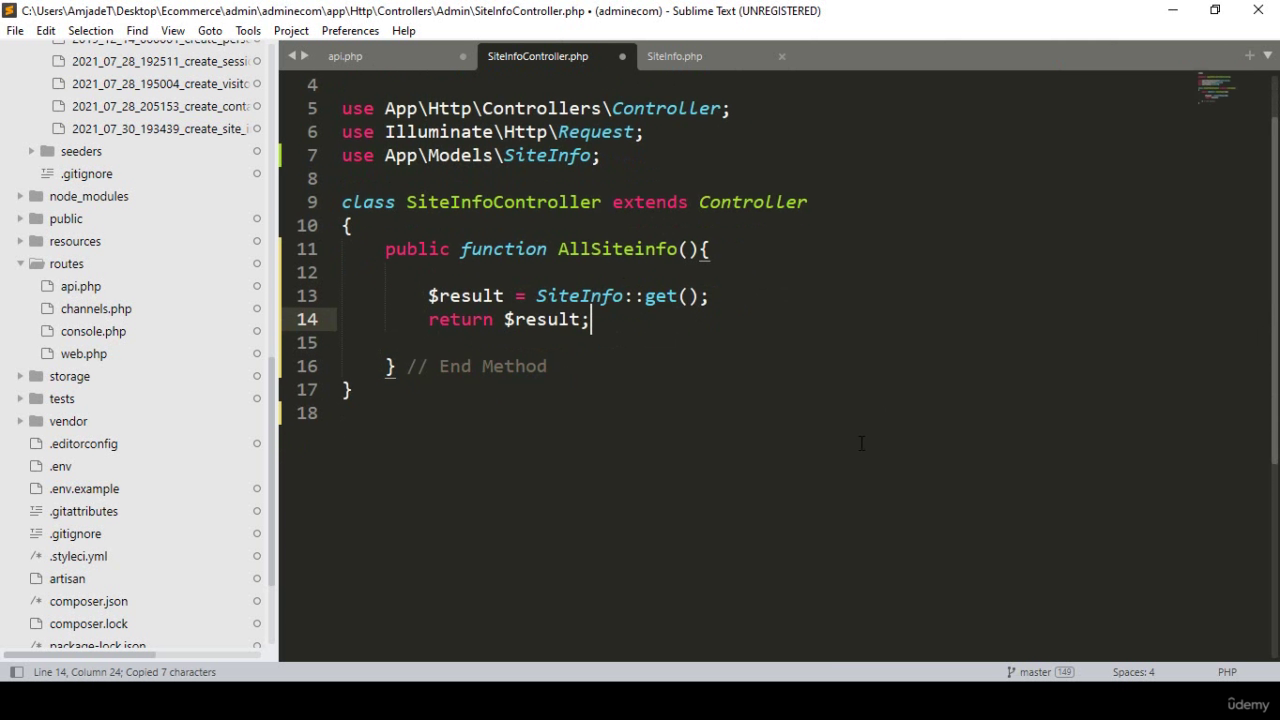 C:\Users\AmjadeT\Desktop\Ecommerce\admin\adminecom\app\Http\Controllers\Admin\SiteInfoController.php • (adminecom) - Sublime Text (UNREGISTERED)
File Edit Selection Find View Goto Tools Project Preferences Help
api.php SiteInfoController.php SiteInfo.php
2021_07_28_192511_create_sessi
2021_07_28_195004_create_visito
2021_07_28_205153_create_conta
2021_07_30_193439_create_site_i
seeders
.gitignore
node_modules
public
resources
routes
api.php
channels.php
console.php
web.php
storage
tests
vendor
.editorconfig
.env
.env.example
.gitattributes
.gitignore
/* .styleci.yml
artisan
/* composer.json
composer.lock
/* package-lock.json
4
5 use App\Http\Controllers\Controller;
6 use Illuminate\Http\Request;
7 use App\Models\SiteInfo;
8
9 class SiteInfoController extends Controller
10 {
11 public function AllSiteinfo(){
12
13 $result = SiteInfo::get();
14 return $result;
15
16 } // End Method
17 }
18
Line 14, Column 24; Copied 7 characters
master 149
Spaces: 4
PHP
ûdemy